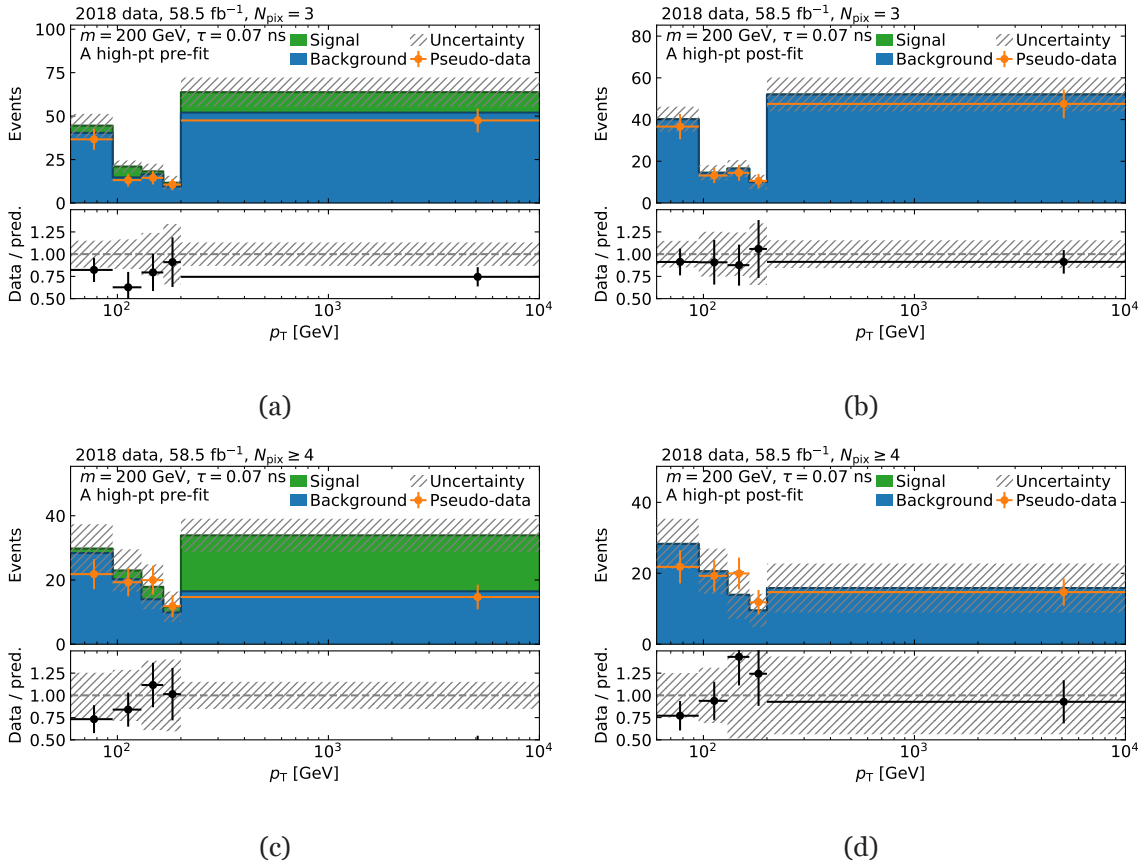 2018 data, 58.5 fb⁻¹, N_pix = 3
m = 200 GeV, τ = 0.07 ns
A high-pt pre-fit
Signal
Background
Uncertainty
Pseudo-data
Events
100
75
50
25
0
Data / pred.
1.25
1.00
0.75
0.50
10²
10³
10⁴
p_T [GeV]
(a)
2018 data, 58.5 fb⁻¹, N_pix = 3
m = 200 GeV, τ = 0.07 ns
A high-pt post-fit
Signal
Background
Uncertainty
Pseudo-data
Events
80
60
40
20
0
Data / pred.
1.25
1.00
0.75
0.50
10²
10³
10⁴
p_T [GeV]
(b)
2018 data, 58.5 fb⁻¹, N_pix ≥ 4
m = 200 GeV, τ = 0.07 ns
A high-pt pre-fit
Signal
Background
Uncertainty
Pseudo-data
Events
40
20
0
Data / pred.
1.25
1.00
0.75
0.50
10²
10³
10⁴
p_T [GeV]
(c)
2018 data, 58.5 fb⁻¹, N_pix ≥ 4
m = 200 GeV, τ = 0.07 ns
A high-pt post-fit
Signal
Background
Uncertainty
Pseudo-data
Events
40
20
0
Data / pred.
1.25
1.00
0.75
0.50
10²
10³
10⁴
p_T [GeV]
(d)